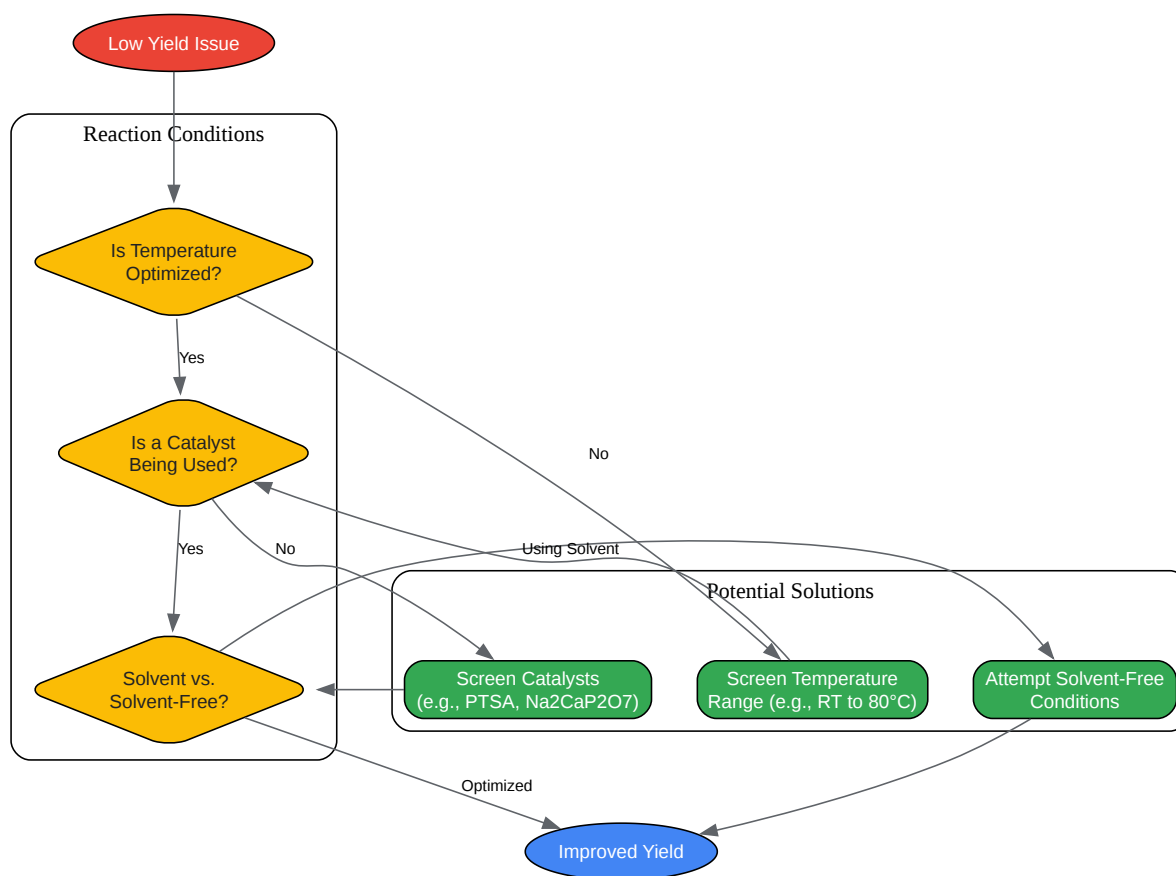 Low Yield Issue
Reaction Conditions
Is Temperature
Optimized?
Yes
Is a Catalyst
Being Used?
No
Yes
No
Using Solvent
Potential Solutions
Solvent vs.
Solvent-Free?
Screen Catalysts
(e.g., PTSA, Na2CaP2O7)
Screen Temperature
Range (e.g., RT to 80°C)
Attempt Solvent-Free
Conditions
Optimized
Improved Yield